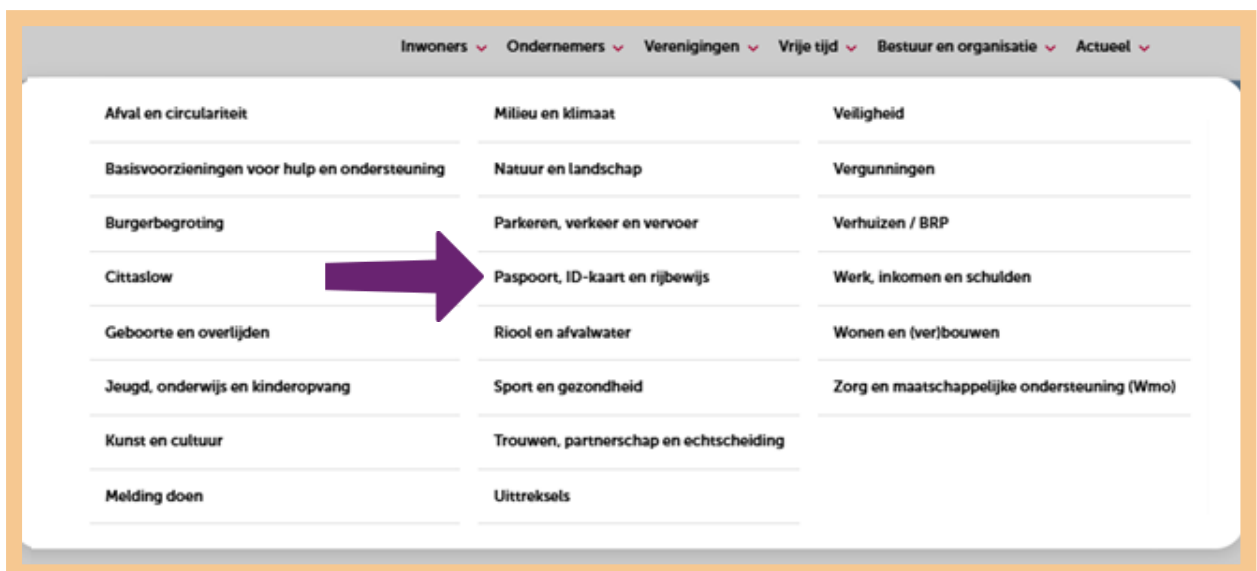 Inwoners Ondernemers Verenigingen Vrije tijd Bestuur en organisatie Actueel
Afval en circulariteit
Basisvoorzieningen voor hulp en ondersteuning
Burgerbegroting
Cittaslow
Geboorte en overlijden
Jeugd, onderwijs en kinderopvang
Kunst en cultuur
Melding doen
Milieu en klimaat
Natuur en landschap
Parkeren, verkeer en vervoer
Paspoort, ID-kaart en rijbewijs
Riool en afvalwater
Sport en gezondheid
Trouwen, partnerschap en echtscheiding
Uittreksels
Veiligheid
Vergunningen
Verhuizen / BRP
Werk, inkomen en schulden
Wonen en (ver)bouwen
Zorg en maatschappelijke ondersteuning (Wmo)